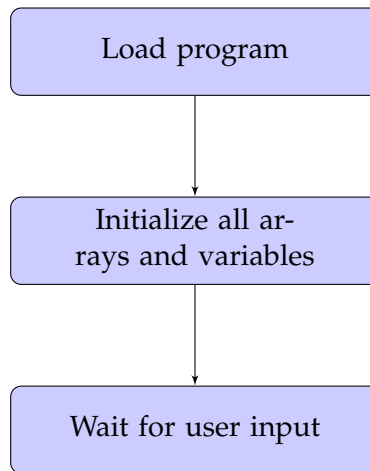 Load program
Initialize all ar-
rays and variables
Wait for user input